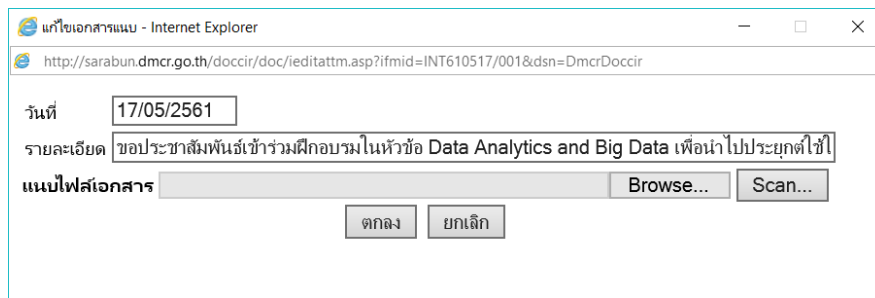 แก้ไขเอกสารแนบ - Internet Explorer
http://sarabun.dmcr.go.th/doccir/doc/ieditattm.asp?ifmid=INT610517/001&dsn=DmcrDoccir
วันที่ 17/05/2561
รายละเอียด ขอประชาสัมพันธ์เข้าร่วมฝึกอบรมในหัวข้อ Data Analytics and Big Data เพื่อนำไปประยุกต์ใช้ใ
แนบไฟล์เอกสาร Browse... Scan...
ตกลง ยกเลิก